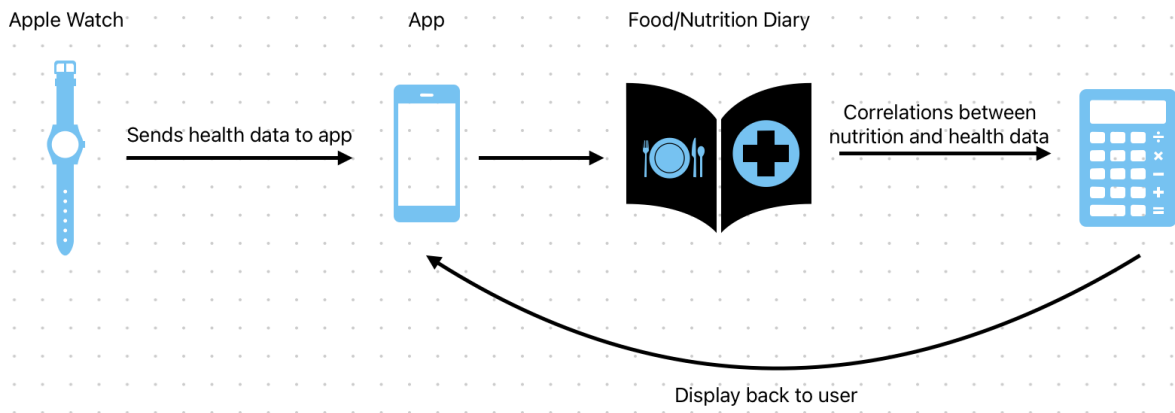 Apple Watch
App
Food/Nutrition Diary
Sends health data to app
Correlations between
nutrition and health data
÷
×
−
+
=
Display back to user